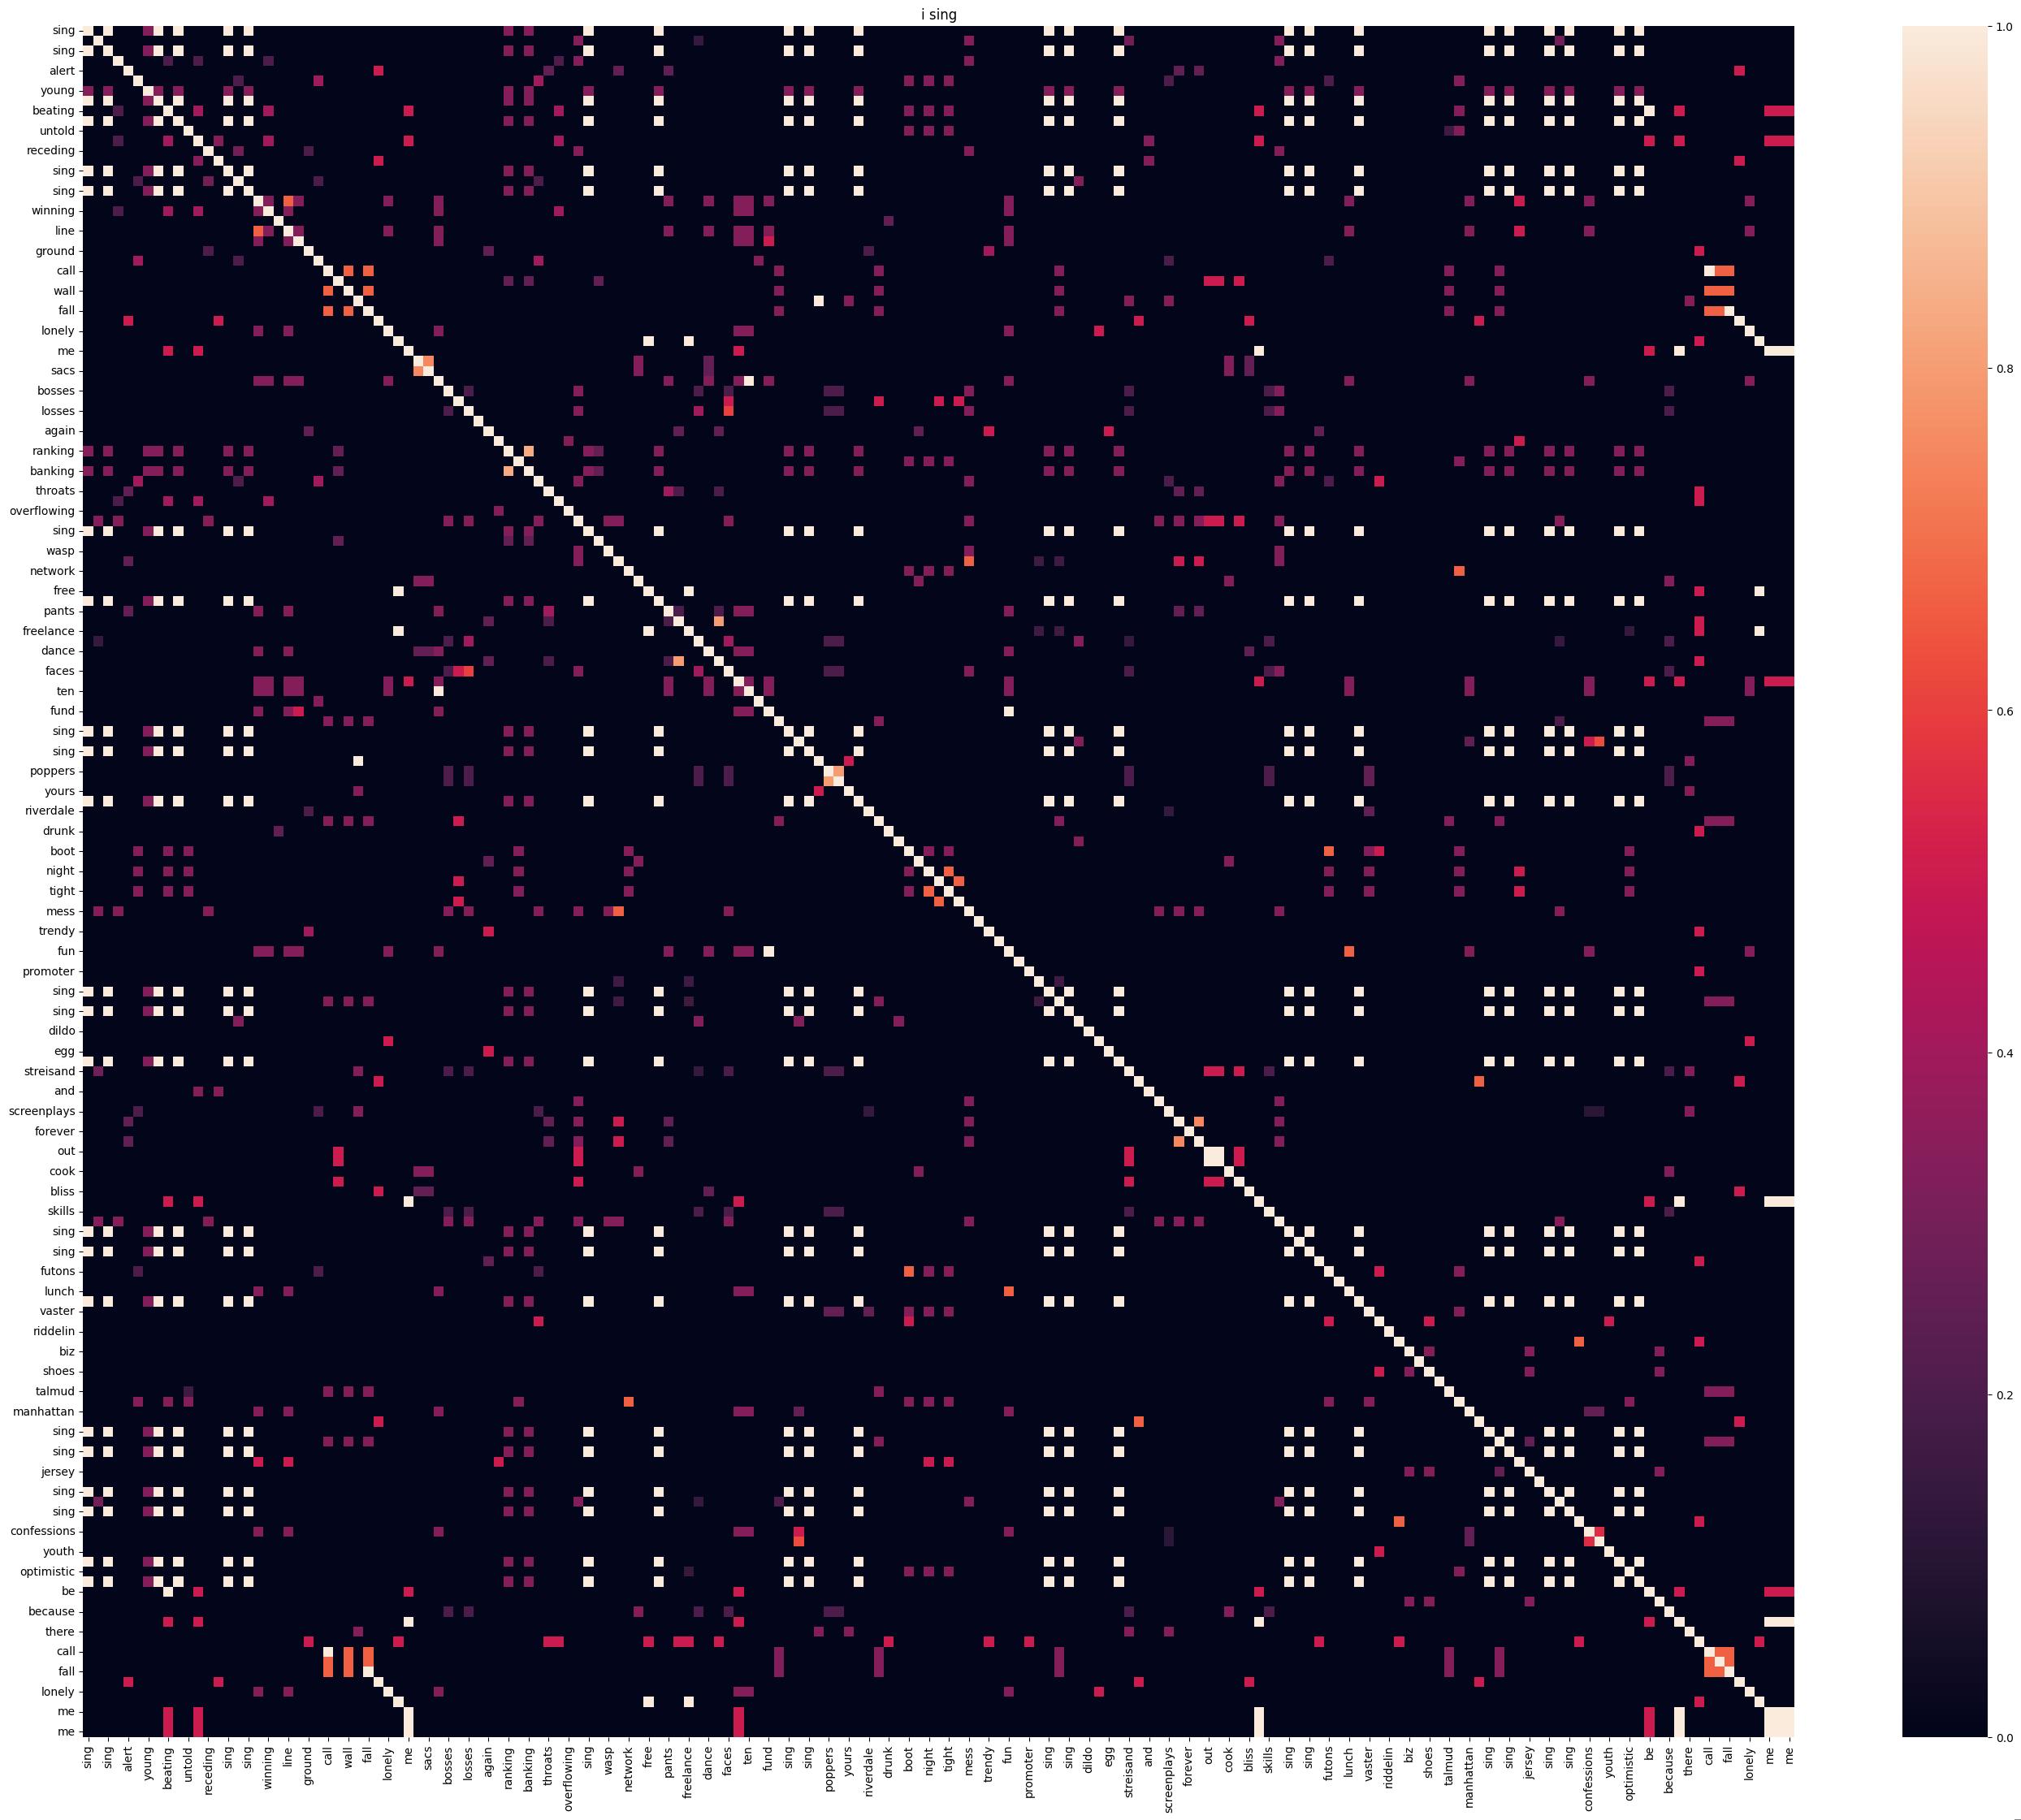 i sing
sing
sing
alert
young
beating
untold
receding
sing
sing
winning
line
ground
call
wall
fall
lonely
me
sacs
bosses
losses
again
ranking
banking
throats
overflowing
sing
wasp
network
free
pants
freelance
dance
faces
ten
fund
sing
sing
poppers
yours
riverdale
drunk
boot
night
tight
mess
trendy
fun
promoter
sing
sing
dildo
egg
streisand
and
screenplays
forever
out
cook
bliss
skills
sing
sing
futons
lunch
vaster
riddelin
biz
shoes
talmud
manhattan
sing
sing
jersey
sing
sing
confessions
youth
optimistic
be
because
there
call
fall
lonely
me
me
sing sing alert young beating untold receding sing sing winning line ground call wall fall lonely me sacs bosses losses again ranking banking throats overflowing sing wasp network free pants freelance dance faces ten fund sing sing poppers yours riverdale drunk boot night tight mess trendy fun promoter sing sing dildo egg streisand and screenplays forever out cook bliss skills sing sing futons lunch vaster riddelin biz shoes talmud manhattan sing sing jersey sing sing confessions youth optimistic be because there call fall lonely me me
1.0
0.8
0.6
0.4
0.2
0.0